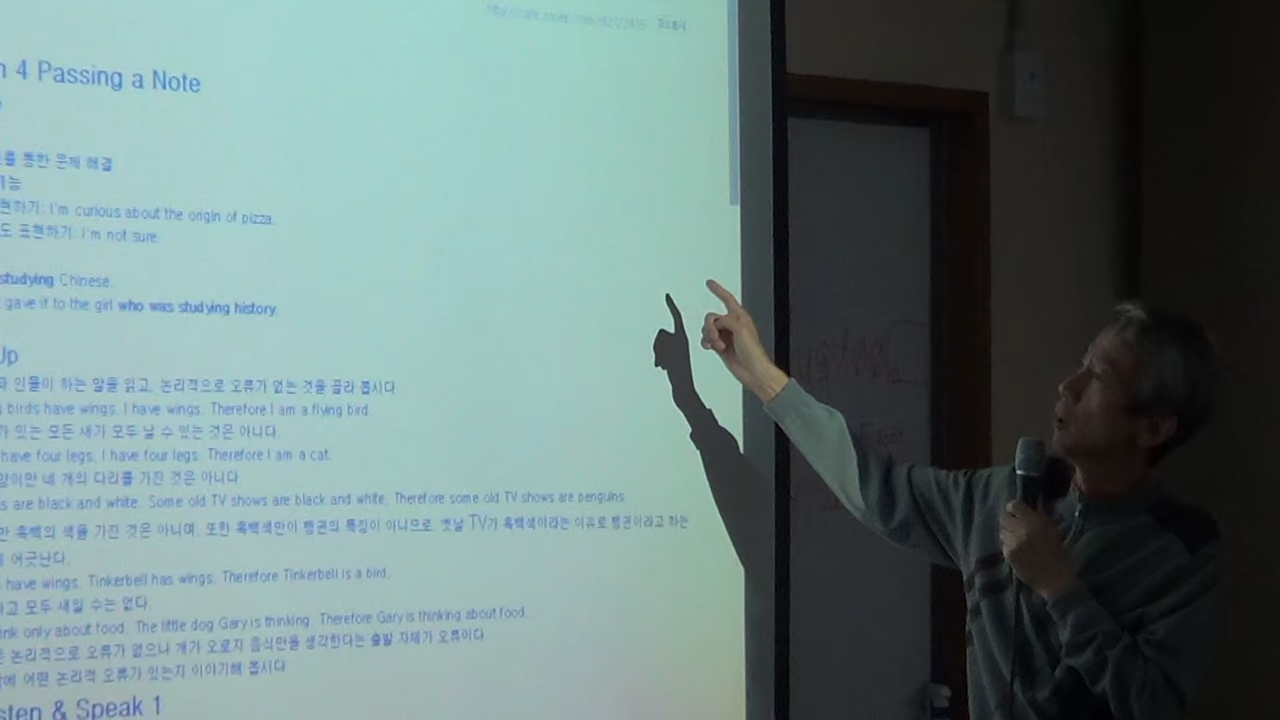 주소복사
4 Passing a Note
를 통한 문제 해결
현하기: I'm curious about the origin of pizza.
도 표현하기: I'm not sure.
studying Chinese.
gave it to the girl who was studying history.
Up
인물이 하는 말을 읽고, 논리적으로 오류가 없는 것을 골라 봅시다
birds have wings. I have wings. Therefore I am a flying bird.
가 있는 모든 새가 모두 날 수 있는 것은 아니다.
have four legs. I have four legs. Therefore I am a cat.
네 개의 다리를 가진 것은 아니다.
are black and white. Some old TV shows are black and white. Therefore some old TV shows are penguins.
흑백의 색을 가진 것은 아니며, 또한 흑백색만이 펭귄의 특징이 아니므로, 옛날 TV가 흑백색이라는 이유로 펭귄이라고 하는
어긋난다.
have wings. Tinkerbell has wings. Therefore Tinkerbell is a bird.
고 모두 새일 수는 없다.
only about food. The little dog Gary is thinking. Therefore Gary is thinking about food.
논리적으로 오류가 없으나 개가 오로지 음식만을 생각한다는 출발 자체가 오류이다
어떤 논리적 오류가 있는지 이야기해 봅시다
& Speak 1